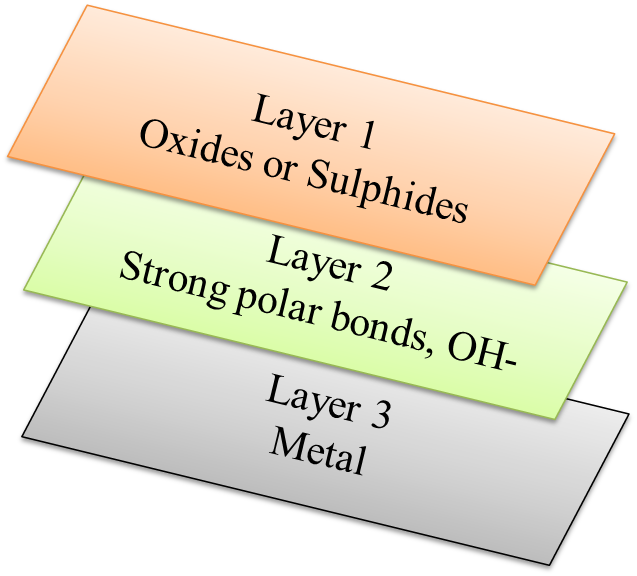 Layer 1
Oxides or Sulphides
Layer 2
Strong polar bonds, OH-
Layer 3
Metal